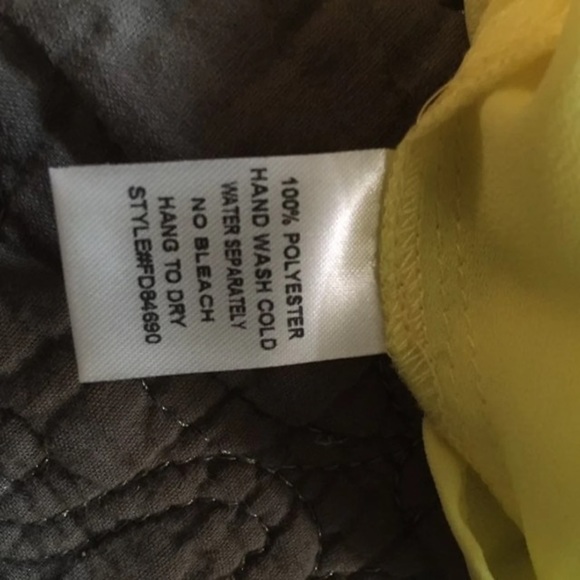 100% POLYESTER
HAND WASH COLD
WATER SEPARATELY
NO BLEACH
HANG TO DRY
STYLE#FD84690